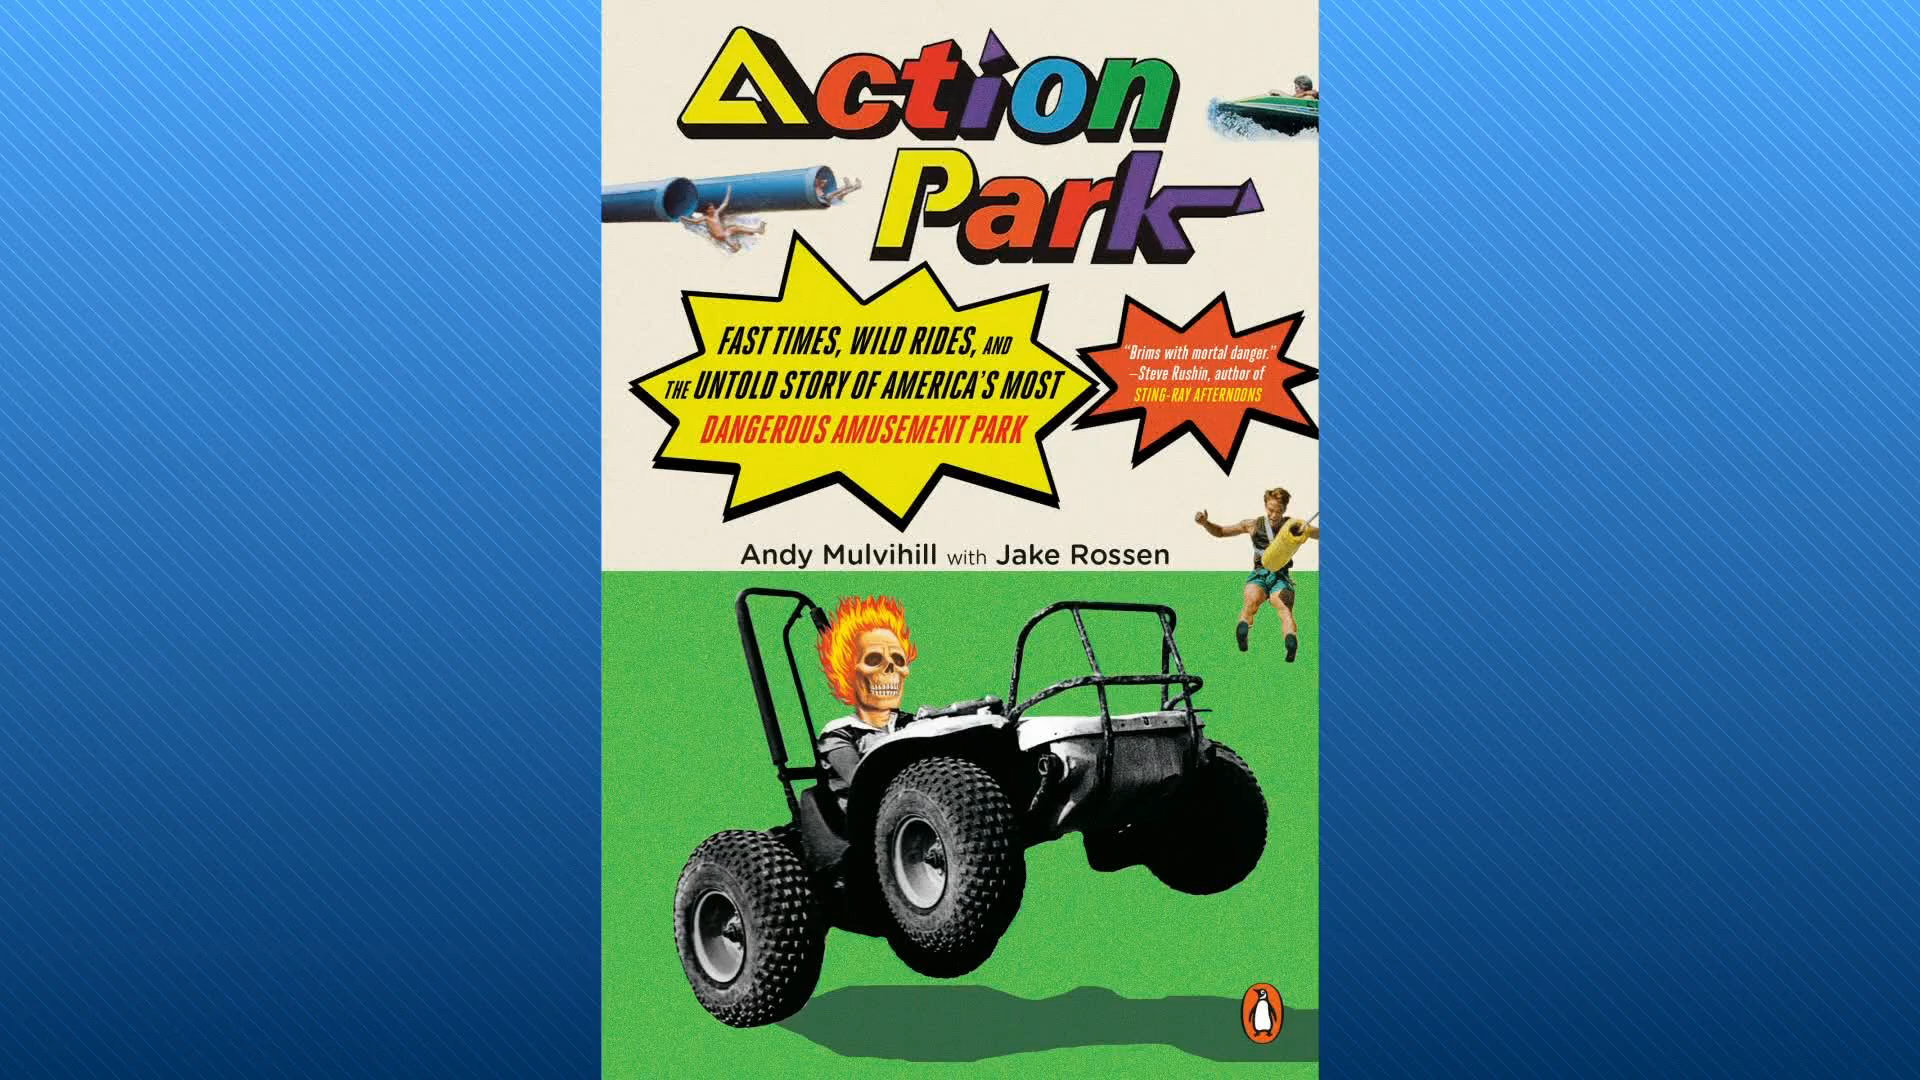 Action
Park
FAST TIMES, WILD RIDES, AND
THE UNTOLD STORY OF AMERICA'S MOST
DANGEROUS AMUSEMENT PARK
“Brims with mortal danger.”
—Steve Rushin, author of
STING-RAY AFTERNOONS
Andy Mulvihill with Jake Rossen